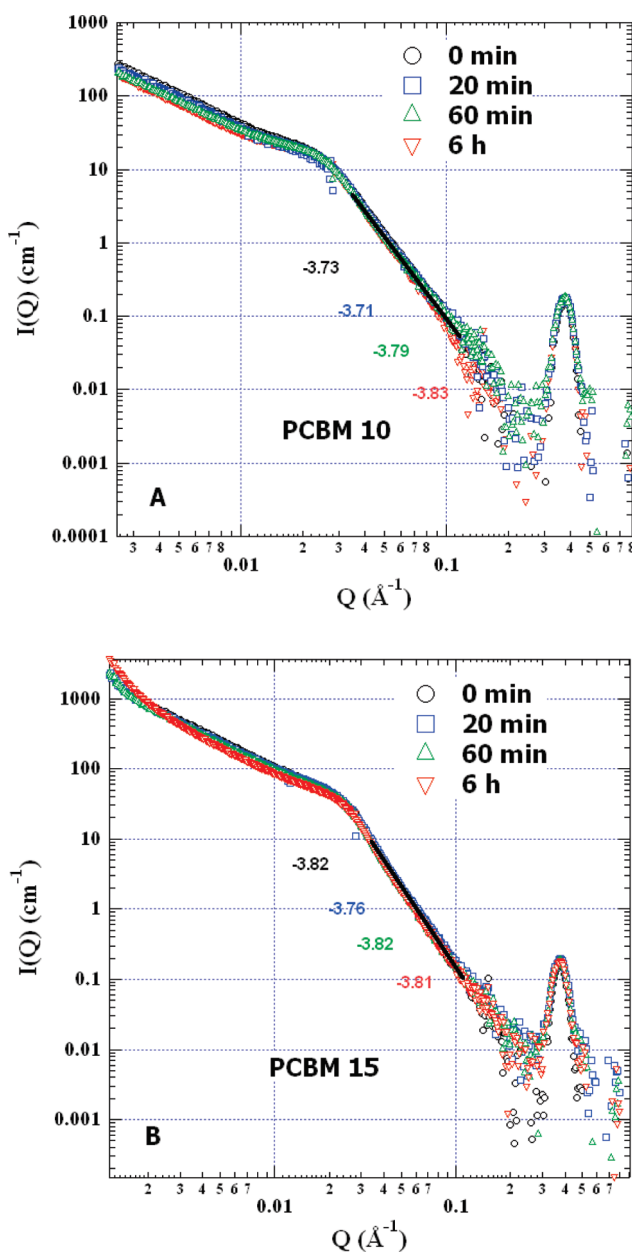 1000
100
10
1
0.1
0.01
0.001
0.0001
I(Q) (cm⁻¹)
0 min
20 min
60 min
6 h
-3.73
-3.71
-3.79
-3.83
PCBM 10
A
3 4 5 6 7 8 0.01 2 3 4 5 6 7 8 0.1 2 3 4 5 6 7 8
Q (Å⁻¹)
1000
100
10
1
0.1
0.01
0.001
I(Q) (cm⁻¹)
0 min
20 min
60 min
6 h
-3.82
-3.76
-3.82
-3.81
PCBM 15
B
2 3 4 5 6 7 0.01 2 3 4 5 6 7 0.1 2 3 4 5 6 7
Q (Å⁻¹)